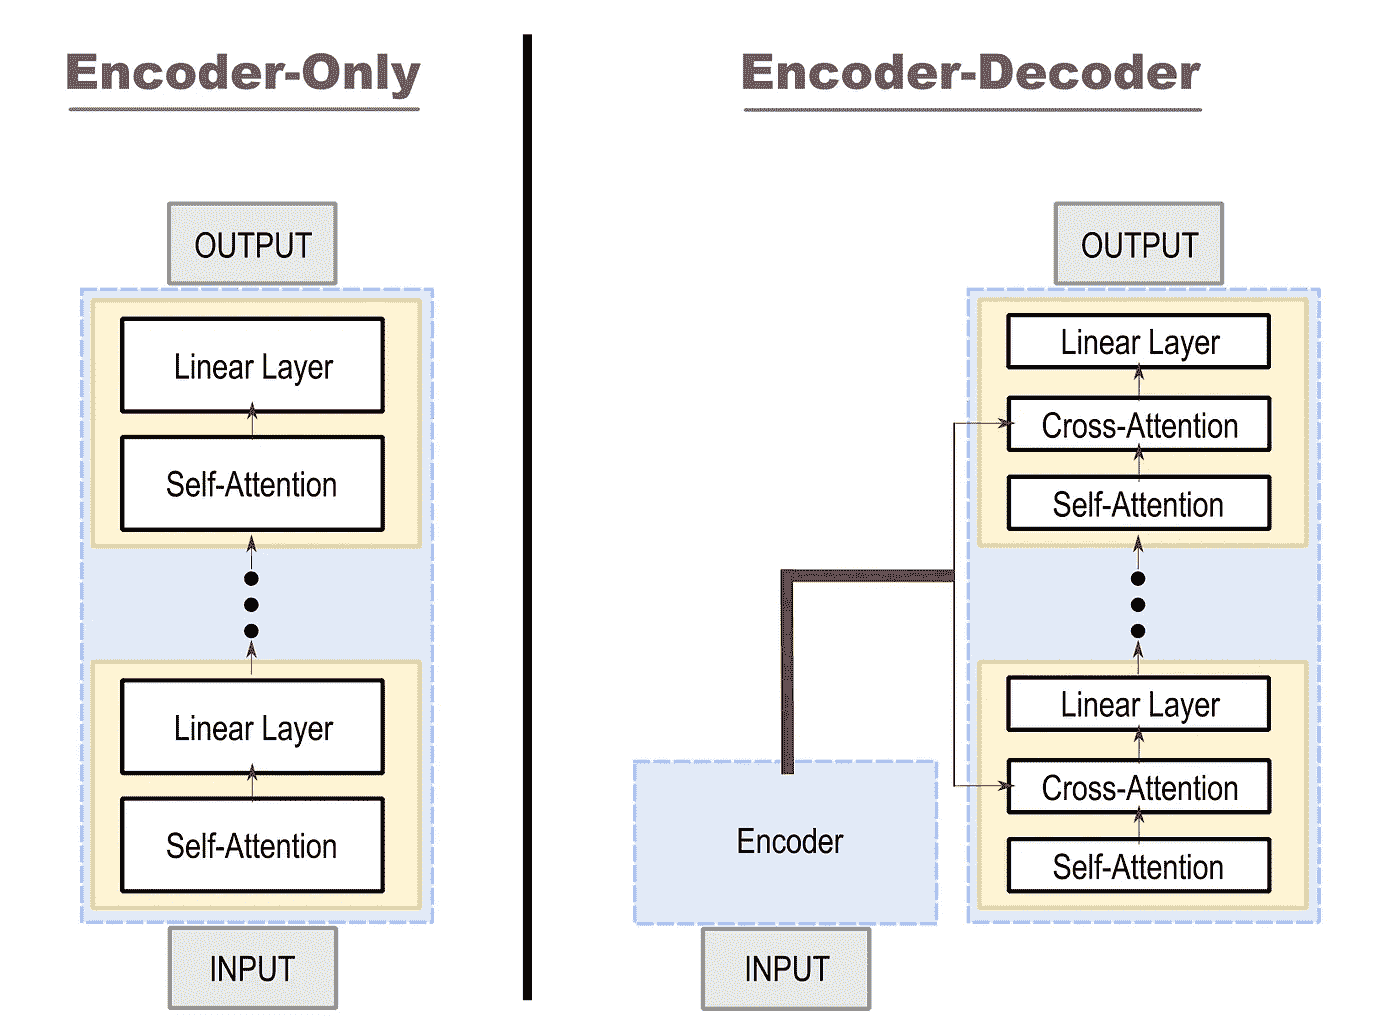 Encoder-Only
OUTPUT
Linear Layer
Self-Attention
Linear Layer
Self-Attention
INPUT
Encoder-Decoder
OUTPUT
Linear Layer
Cross-Attention
Self-Attention
Linear Layer
Cross-Attention
Self-Attention
Encoder
INPUT